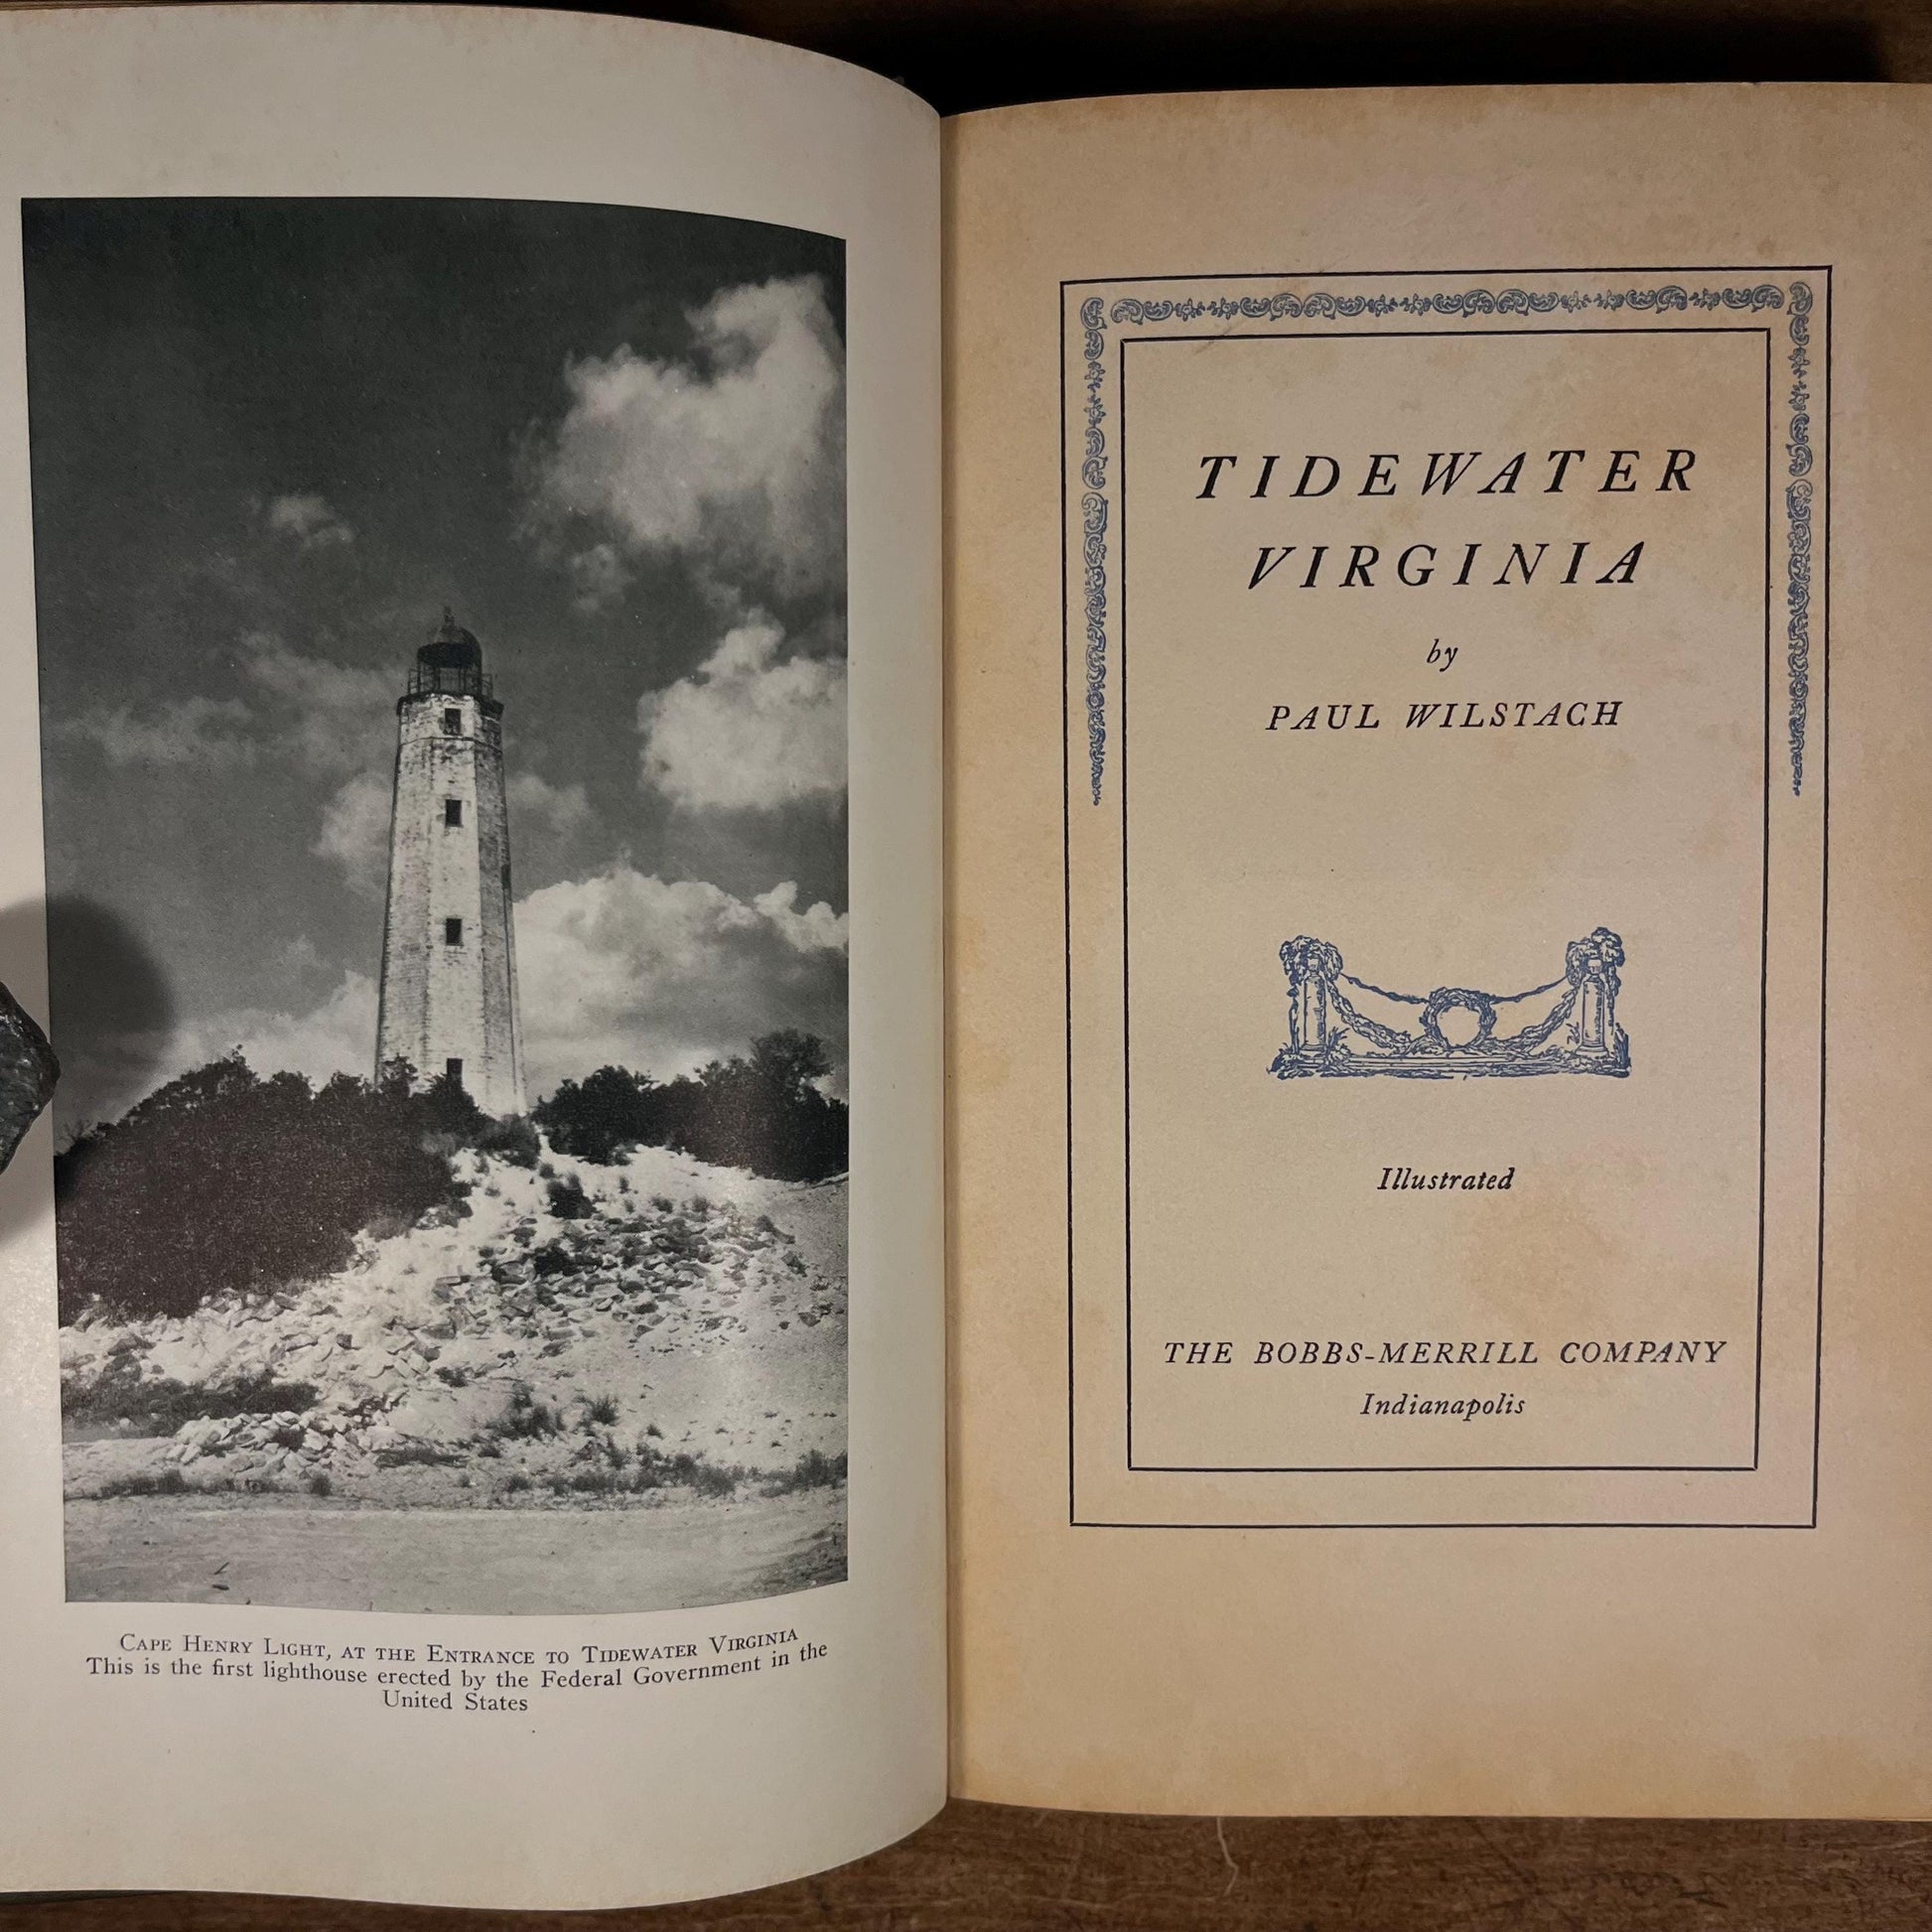 CAPE HENRY LIGHT, AT THE ENTRANCE TO TIDEWATER VIRGINIA
This is the first lighthouse erected by the Federal Government in the
United States
TIDEWATER
VIRGINIA
by
PAUL WILSTACH
Illustrated
THE BOBBS-MERRILL COMPANY
Indianapolis